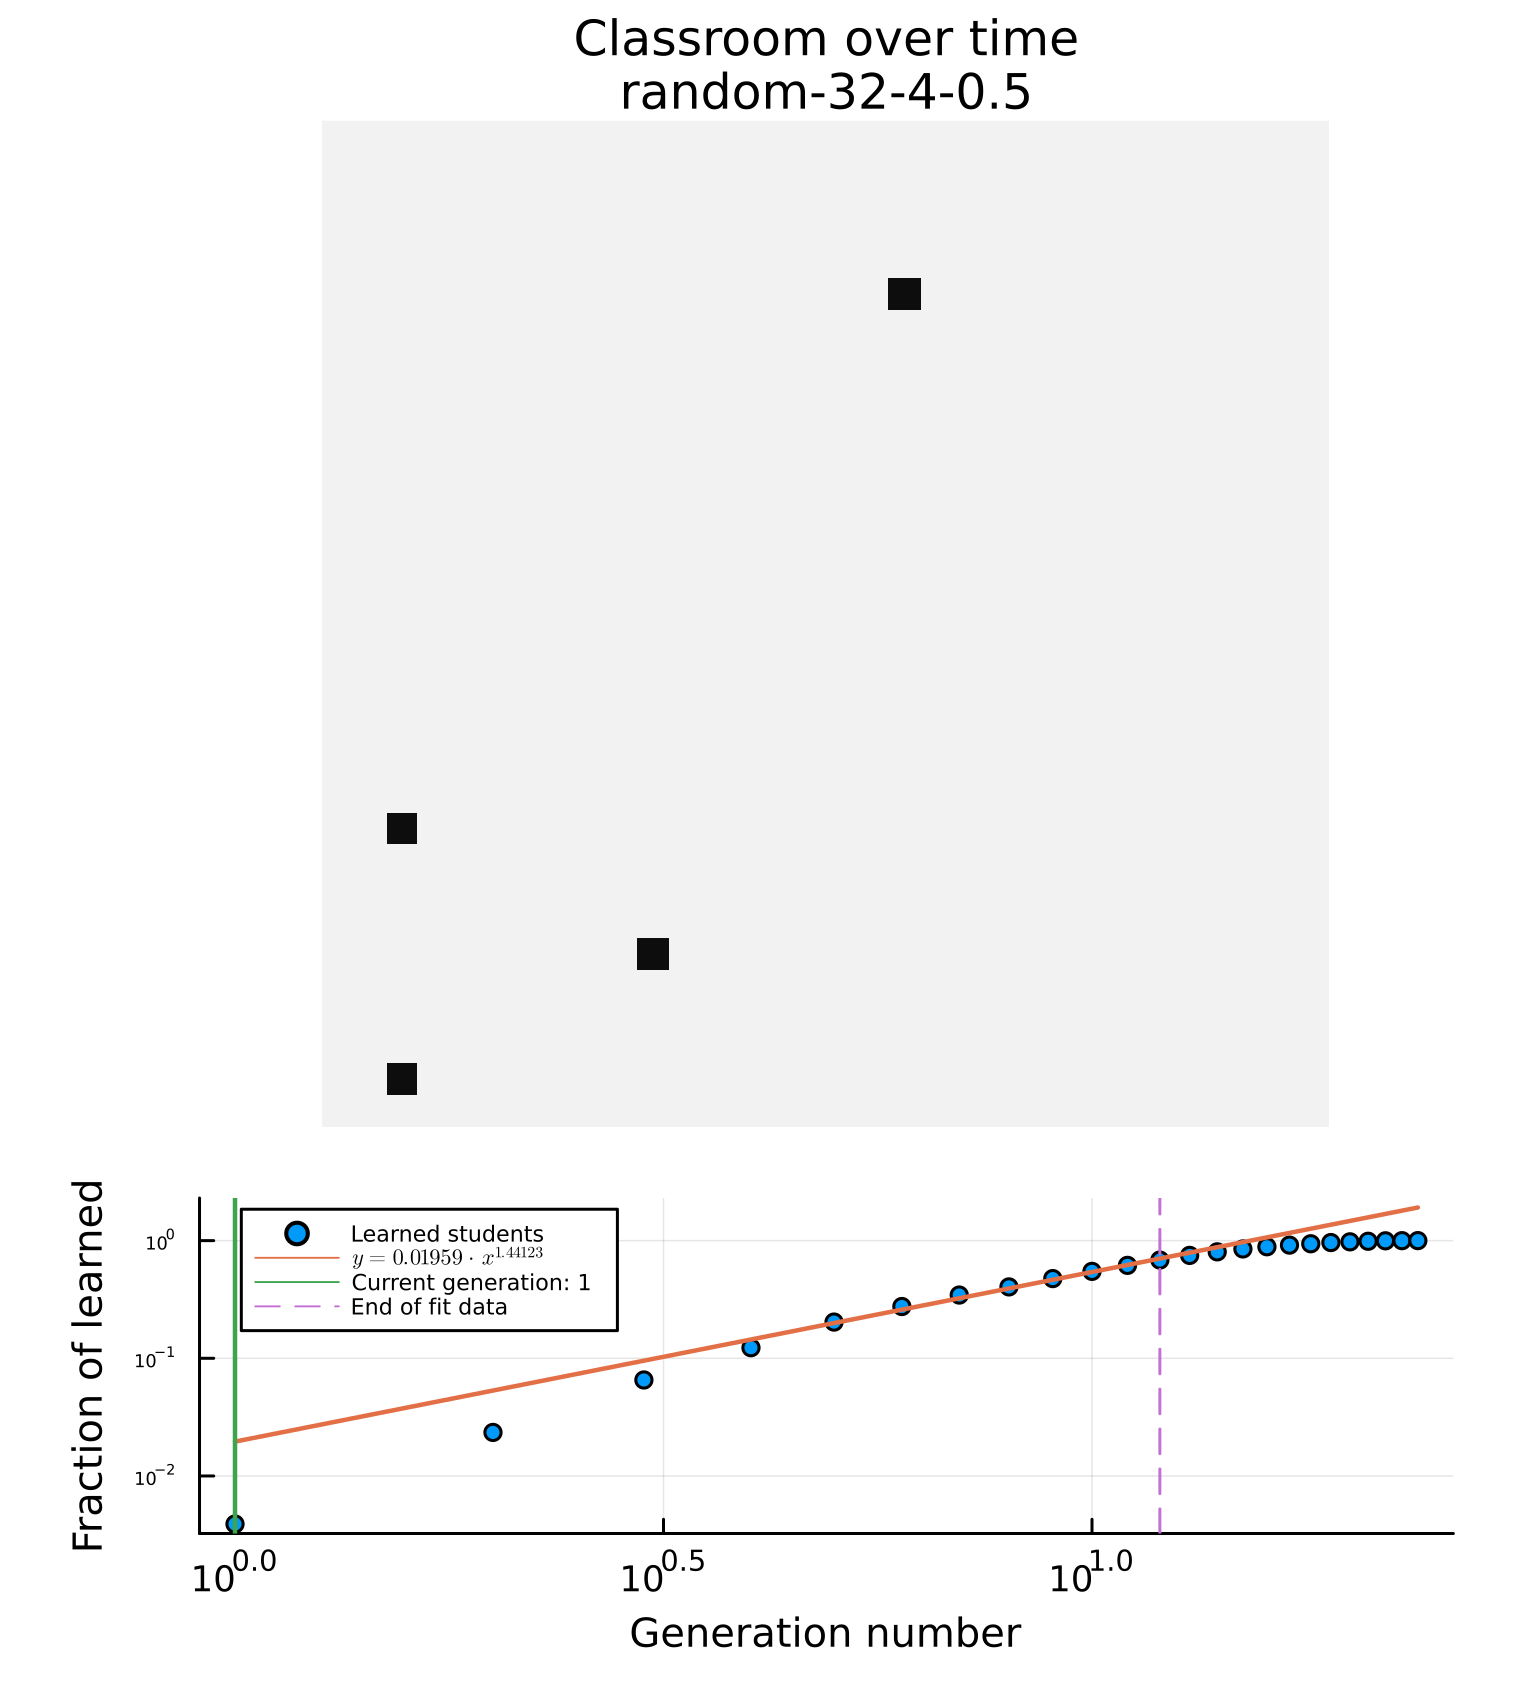 Classroom over time
random-32-4-0.5
Fraction of learned
10^0
10^-1
10^-2
Learned students
y = 0.01959 · x^1.44123
Current generation: 1
End of fit data
10^0.0
10^0.5
10^1.0
Generation number